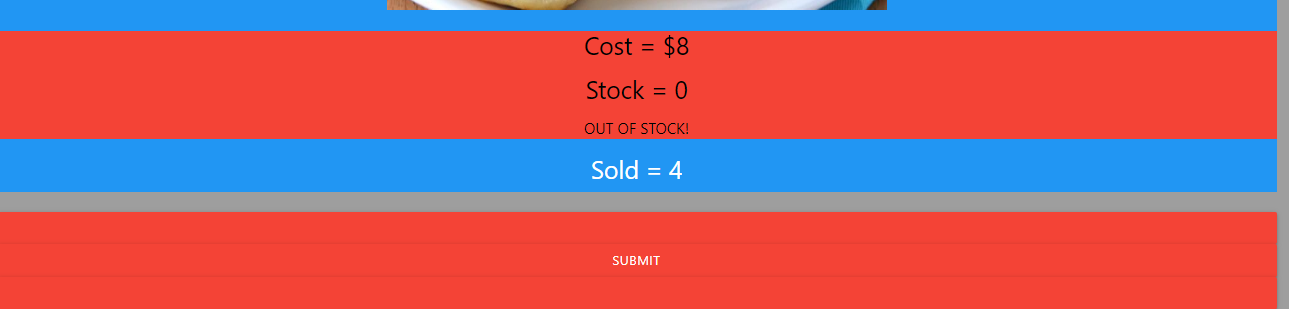 Cost = $8
Stock = 0
OUT OF STOCK!
Sold = 4
SUBMIT